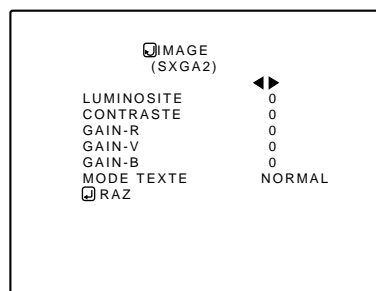 IMAGE
(SXGA2)
LUMINOSITE 0
CONTRASTE 0
GAIN-R 0
GAIN-V 0
GAIN-B 0
MODE TEXTE NORMAL
RAZ